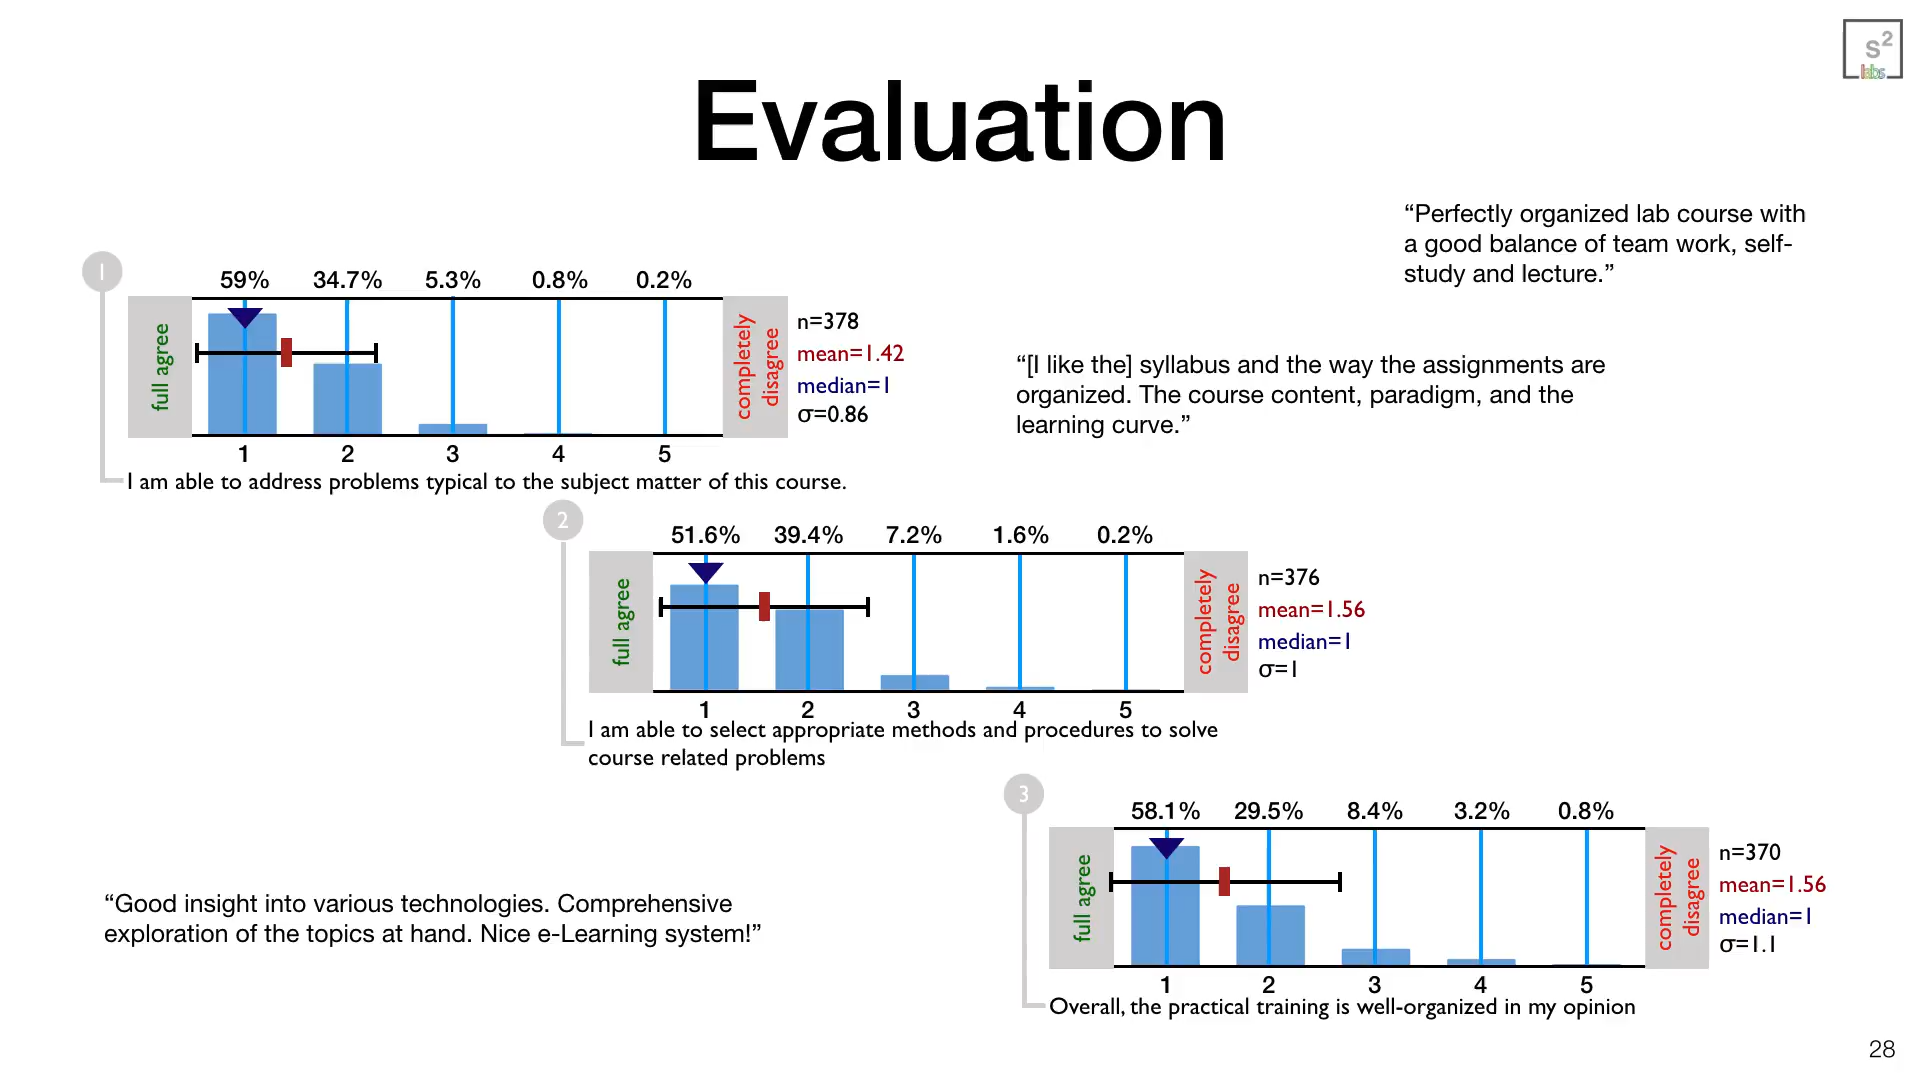 s2
labs
Evaluation
“Perfectly organized lab course with
a good balance of team work, self-
study and lecture.”
1
59% 34.7% 5.3% 0.8% 0.2%
full agree
completely
disagree
n=378
mean=1.42
median=1
σ=0.86
1 2 3 4 5
I am able to address problems typical to the subject matter of this course.
“[I like the] syllabus and the way the assignments are
organized. The course content, paradigm, and the
learning curve.”
2
51.6% 39.4% 7.2% 1.6% 0.2%
full agree
completely
disagree
n=376
mean=1.56
median=1
σ=1
1 2 3 4 5
I am able to select appropriate methods and procedures to solve
course related problems
3
58.1% 29.5% 8.4% 3.2% 0.8%
full agree
completely
disagree
n=370
mean=1.56
median=1
σ=1.1
1 2 3 4 5
Overall, the practical training is well-organized in my opinion
“Good insight into various technologies. Comprehensive
exploration of the topics at hand. Nice e-Learning system!”
28